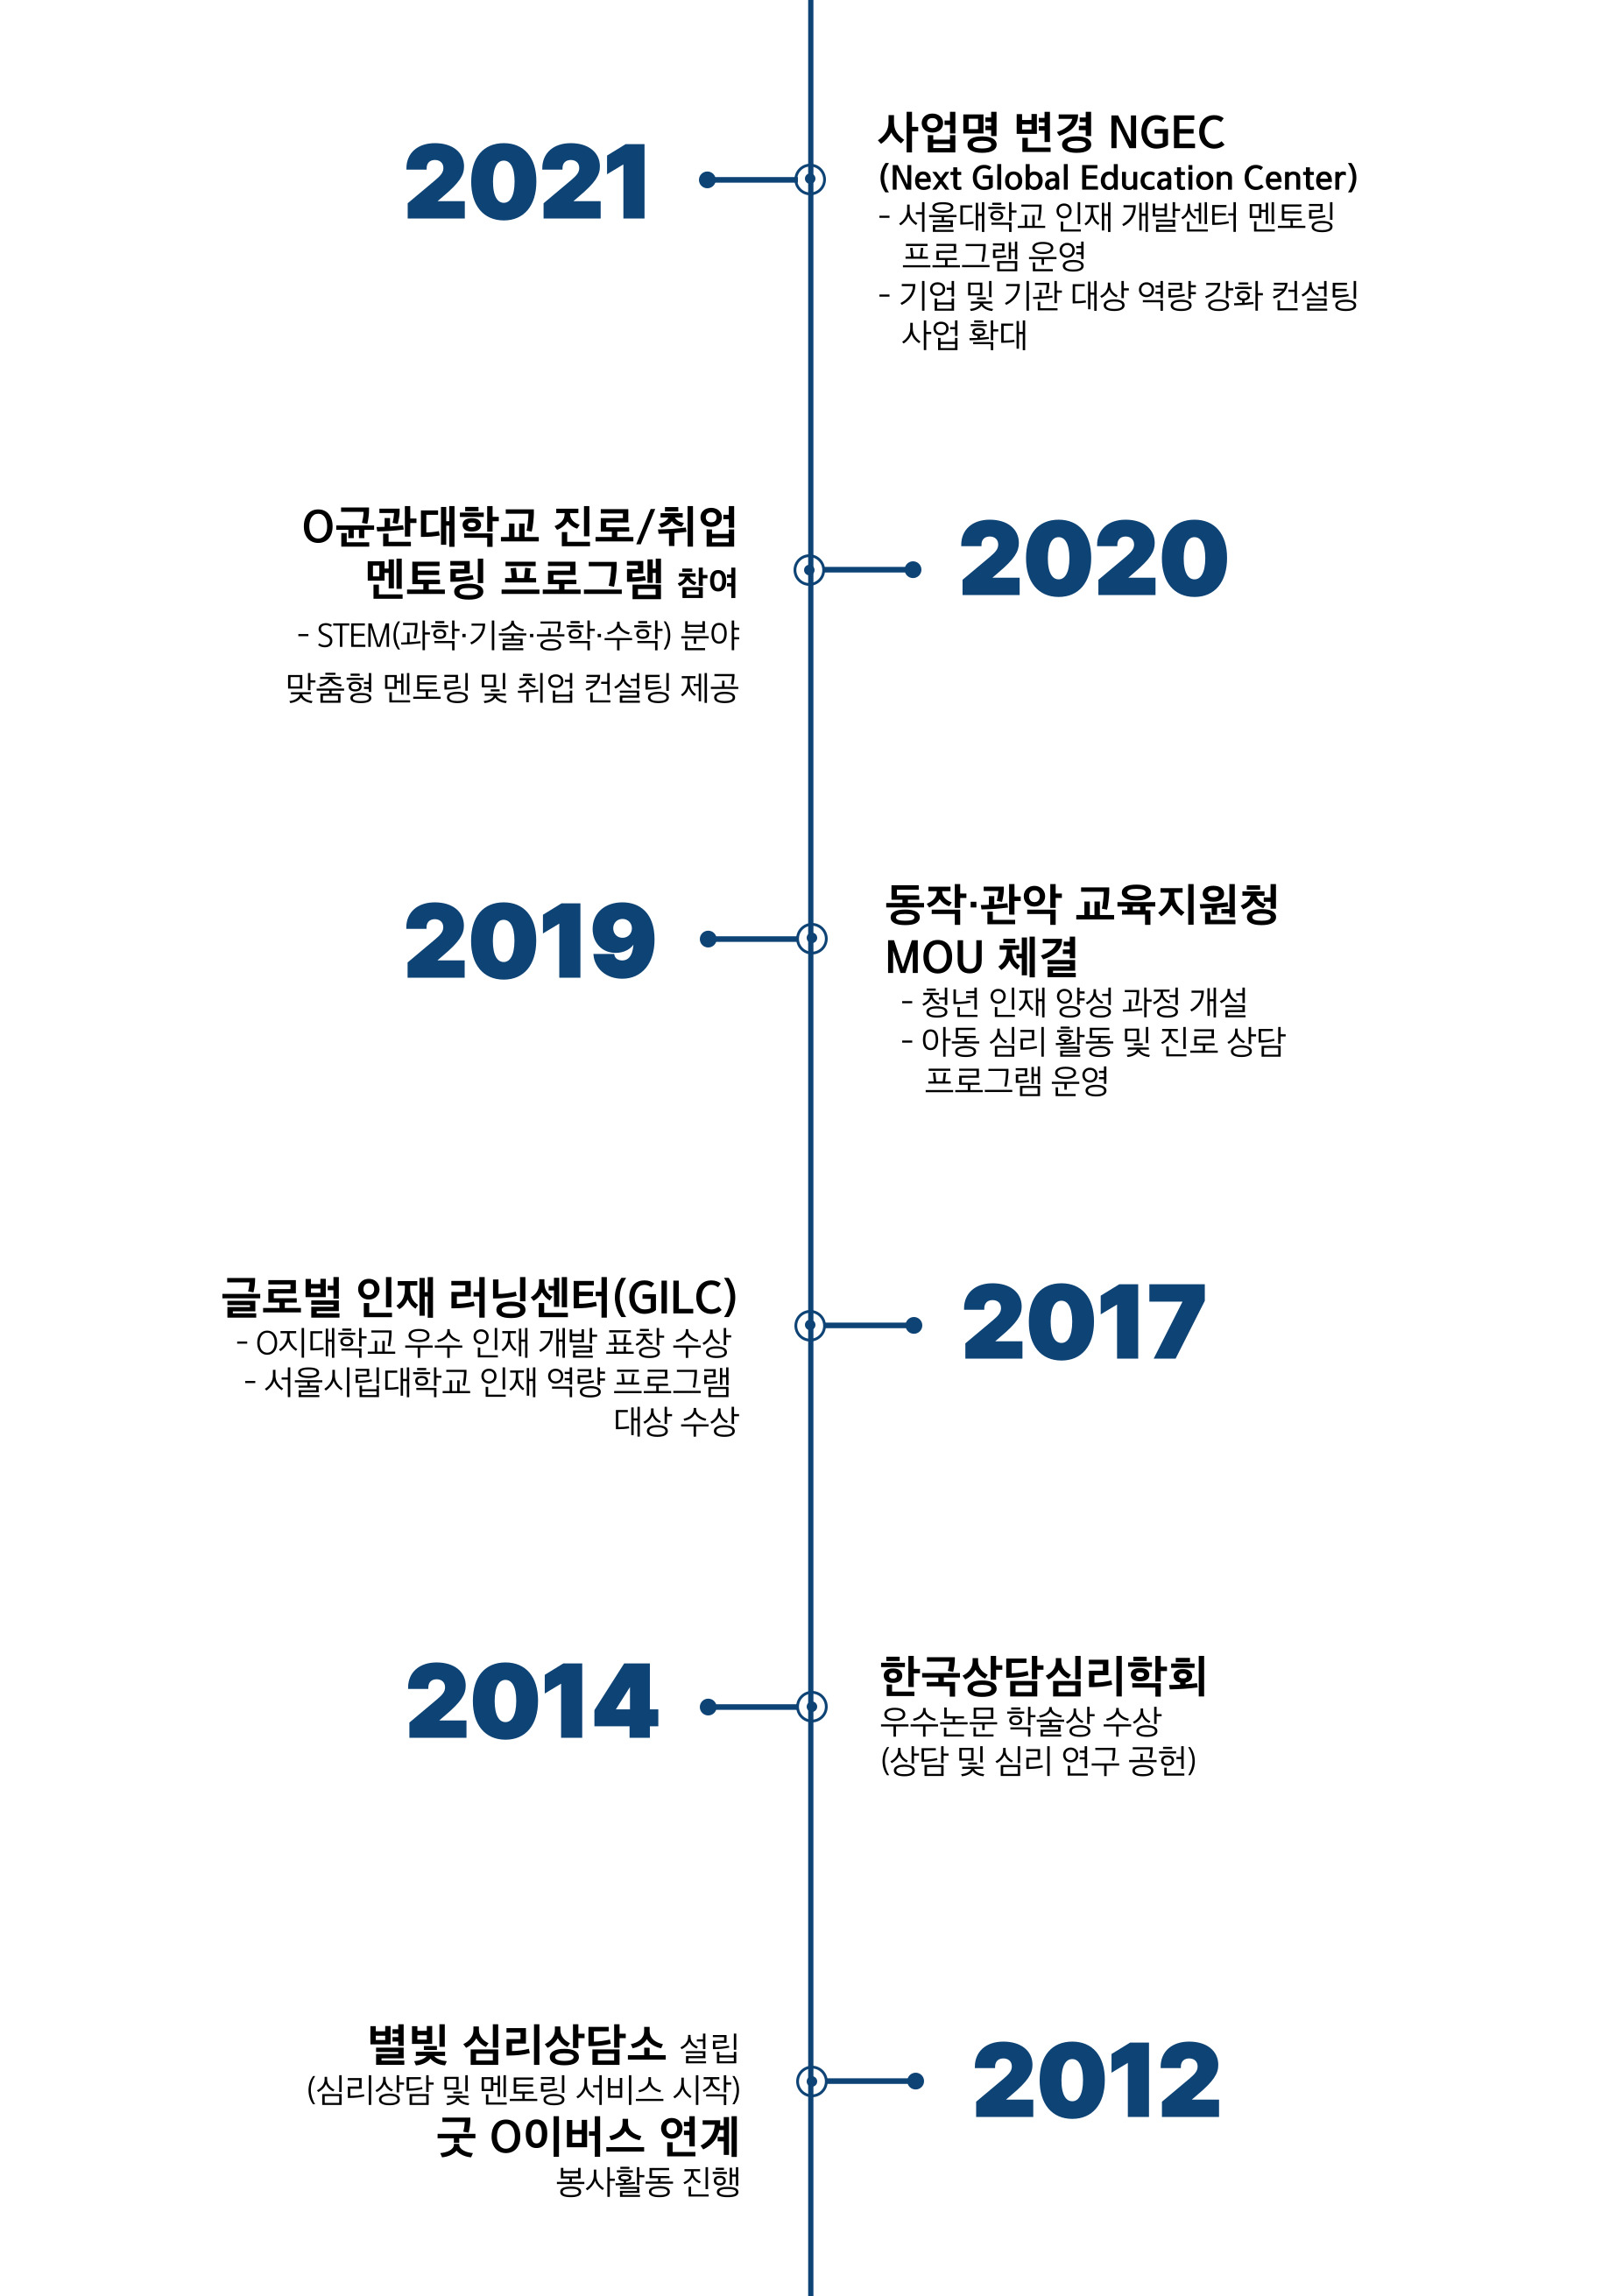 2021
사업명 변경 NGEC
(Next Global Education Center)
- 서울대학교 인재 개발센터 멘토링
프로그램 운영
- 기업 및 기관 대상 역량 강화 컨설팅
사업 확대
O균관대학교 진로/취업
멘토링 프로그램 참여
- STEM(과학·기술·공학·수학) 분야
맞춤형 멘토링 및 취업 컨설팅 제공
2020
2019
동작·관악 교육지원청
MOU 체결
- 청년 인재 양성 과정 개설
- 아동 심리 활동 및 진로 상담
프로그램 운영
글로벌 인재 러닝센터(GILC)
- O지대학교 우수 인재 개발 표창 수상
- 서울시립대학교 인재 역량 프로그램
대상 수상
2017
2014
한국상담심리학회
우수논문 학술상 수상
(상담 및 심리 연구 공헌)
별빛 심리상담소 설립
(심리상담 및 멘토링 서비스 시작)
굿 O이버스 연계
봉사활동 진행
2012